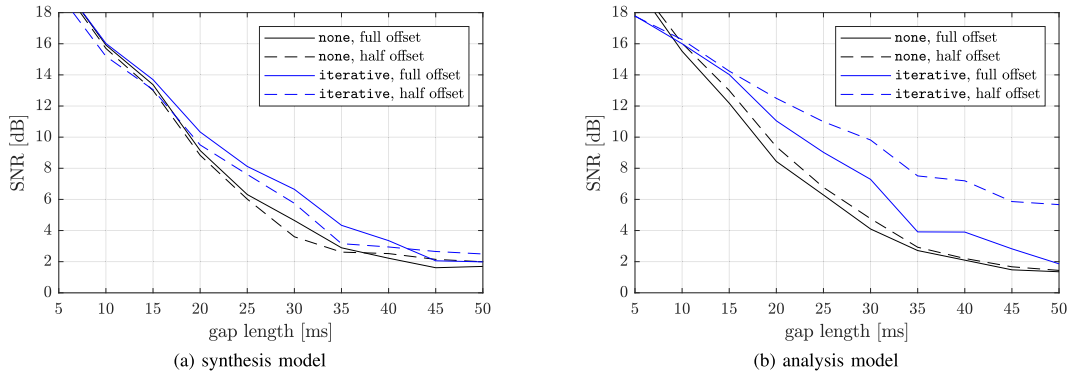 18
16
14
12
10
8
6
4
2
0
SNR [dB]
none, full offset
none, half offset
iterative, full offset
iterative, half offset
5 10 15 20 25 30 35 40 45 50
gap length [ms]
(a) synthesis model
18
16
14
12
10
8
6
4
2
0
SNR [dB]
none, full offset
none, half offset
iterative, full offset
iterative, half offset
5 10 15 20 25 30 35 40 45 50
gap length [ms]
(b) analysis model